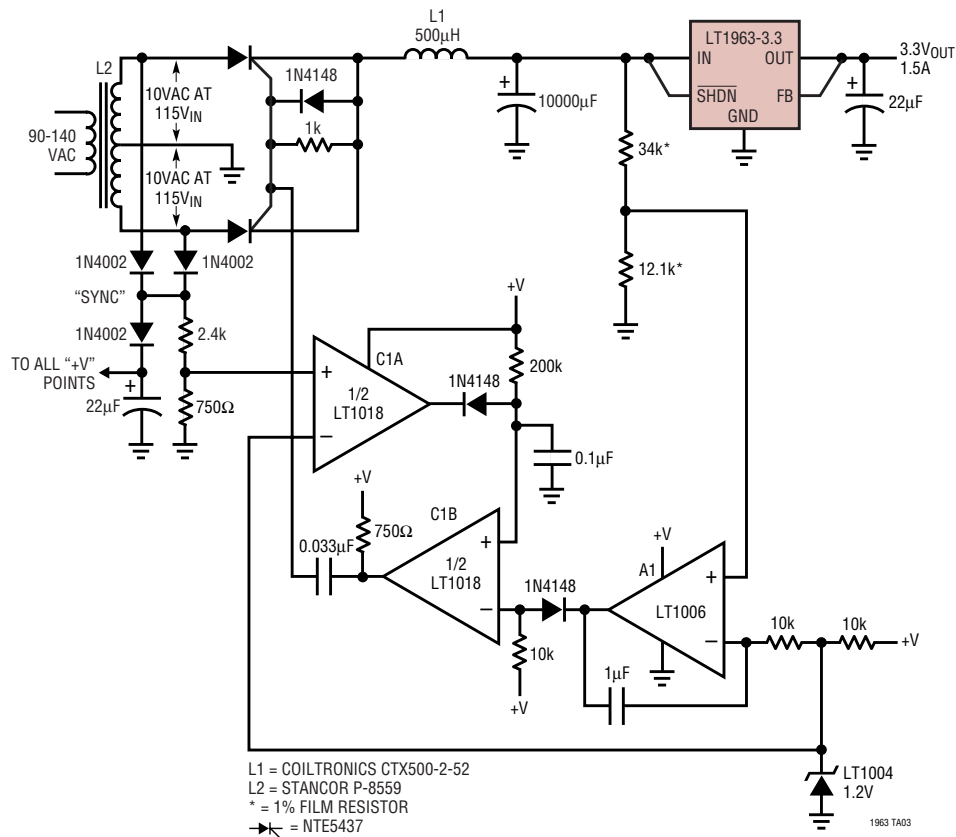 L1
500µH
LT1963-3.3
IN
OUT
SHDN
FB
GND
3.3VOUT
1.5A
+
22µF
L2
90-140
VAC
10VAC AT
115VIN
10VAC AT
115VIN
1N4148
1k
+
10000µF
34k*
12.1k*
1N4002
1N4002
"SYNC"
1N4002
2.4k
TO ALL "+V"
POINTS
+
22µF
750Ω
+V
C1A
+
1/2
LT1018
–
1N4148
200k
0.1µF
+V
750Ω
0.033µF
C1B
+
1/2
LT1018
–
1N4148
10k
+V
+V
A1
+
LT1006
–
10k
10k
+V
1µF
LT1004
1.2V
L1 = COILTRONICS CTX500-2-52
L2 = STANCOR P-8559
* = 1% FILM RESISTOR
= NTE5437
1963 TA03